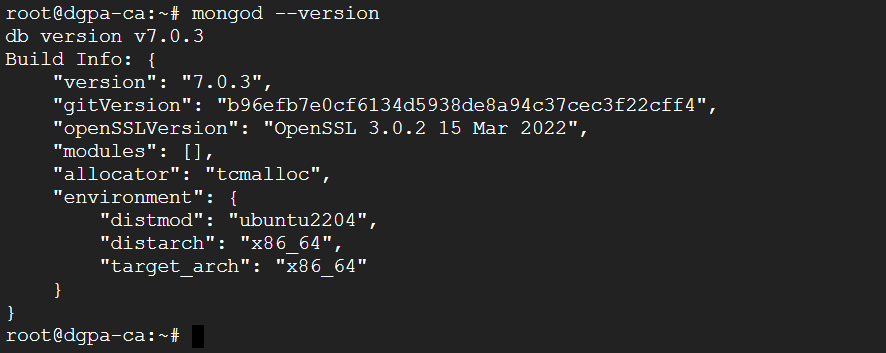 root@dgpa-ca:~# mongod --version
db version v7.0.3
Build Info: {
    "version": "7.0.3",
    "gitVersion": "b96efb7e0cf6134d5938de8a94c37cec3f22cff4",
    "openSSLVersion": "OpenSSL 3.0.2 15 Mar 2022",
    "modules": [],
    "allocator": "tcmalloc",
    "environment": {
        "distmod": "ubuntu2204",
        "distarch": "x86_64",
        "target_arch": "x86_64"
    }
}
root@dgpa-ca:~#